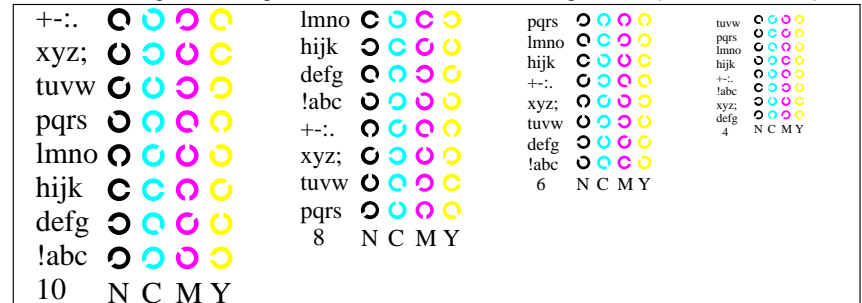 +-:.
xyz;
tuvw
pqrs
lmno
hijk
defg
!abc
10 N C M Y
lmno
hijk
defg
!abc
+-:.
xyz;
tuvw
pqrs
8 N C M Y
pqrs
lmno
hijk
+-:.
xyz;
tuvw
defg
!abc
6 N C M Y
tuvw
pqrs
lmno
hijk
+-:.
!abc
xyz;
defg
4 N C M Y